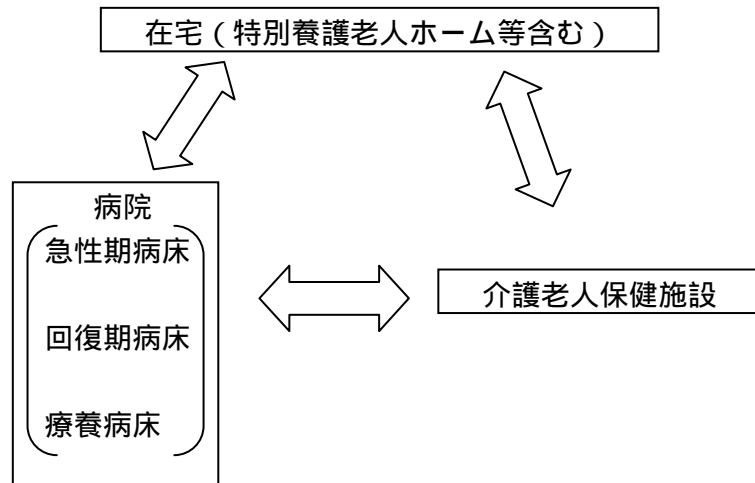 在宅（特別養護老人ホーム等含む）
病院
急性期病床
回復期病床
療養病床
介護老人保健施設